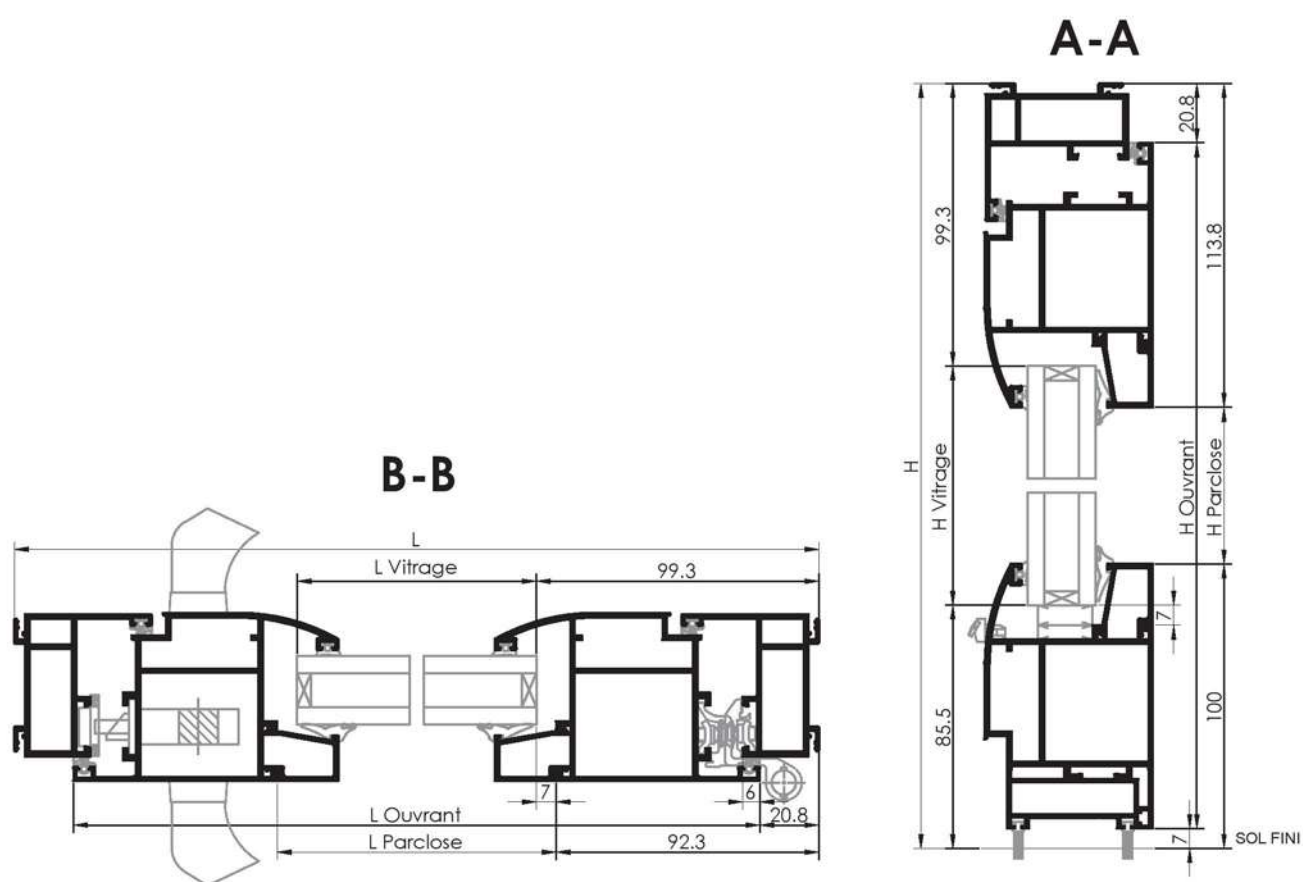 A-A
20.8
99.3
113.8
H
H Vitrage
H Ouvrant
H Parclose
7
85.5
100
7
SOL FINI
B-B
L
L Vitrage
99.3
7
6
L Ouvrant
20.8
L Parclose
92.3